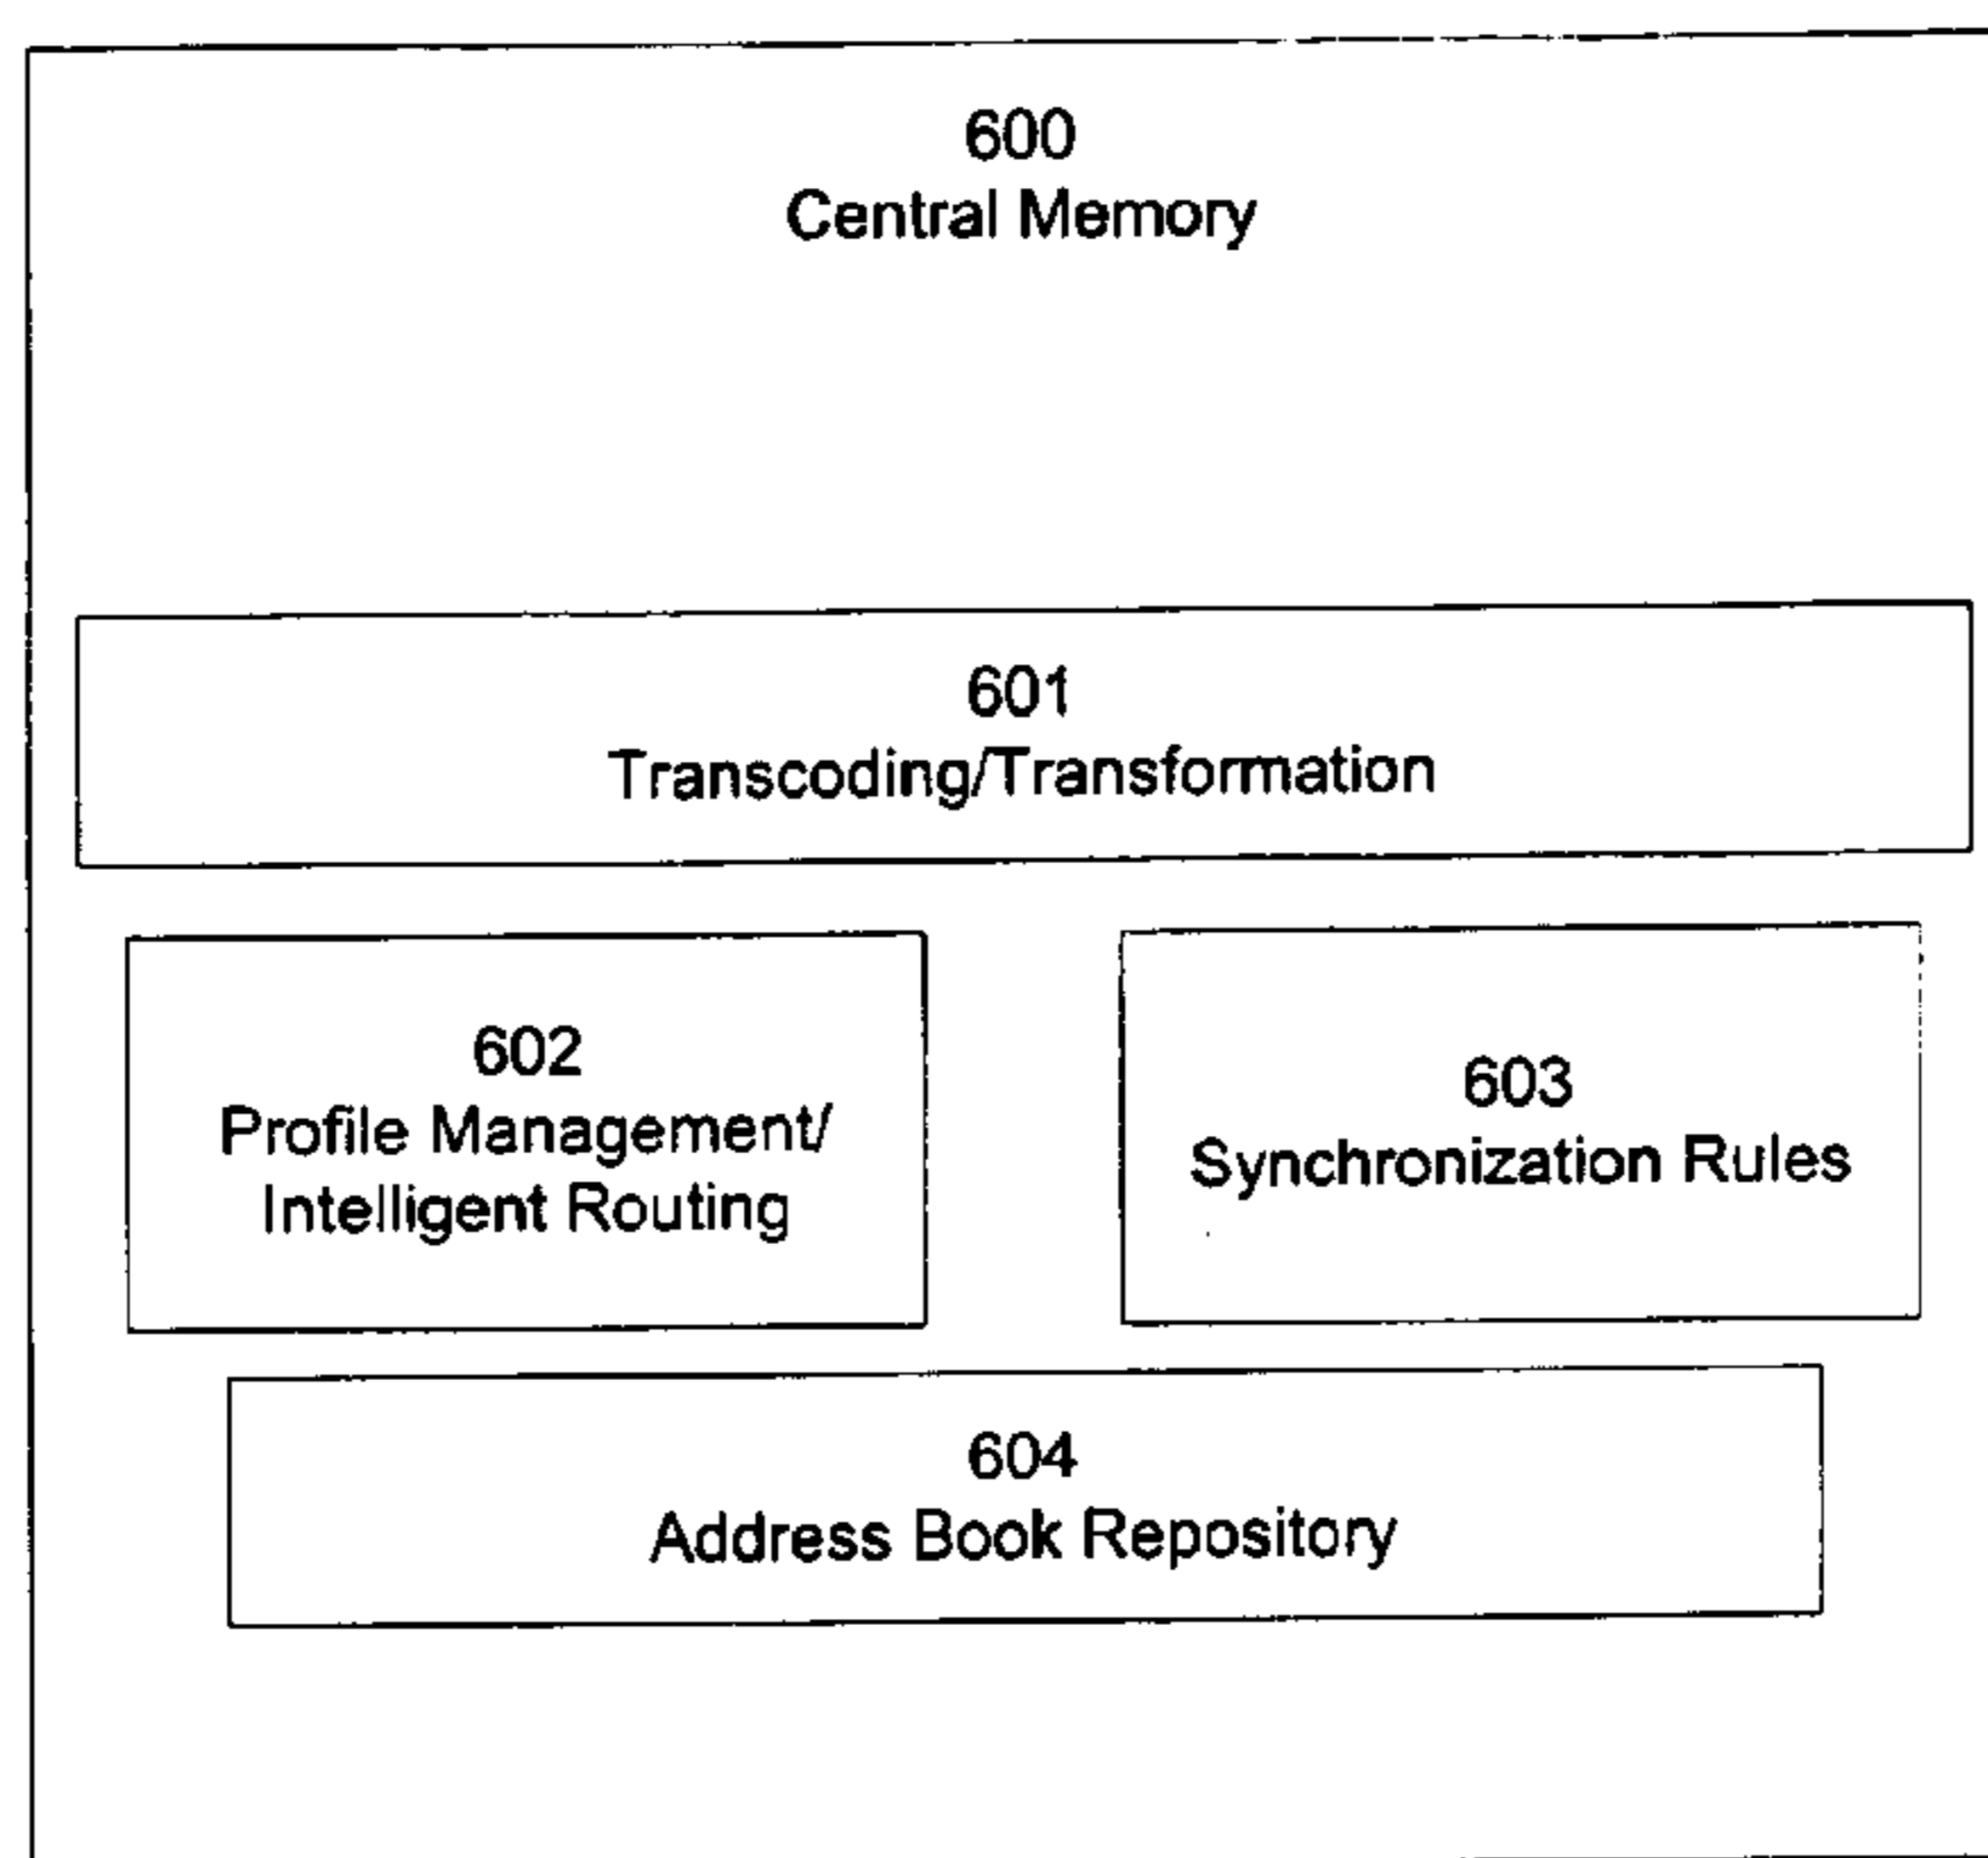 600
Central Memory
601
Transcoding/Transformation
602
Profile Management/
Intelligent Routing
603
Synchronization Rules
604
Address Book Repository